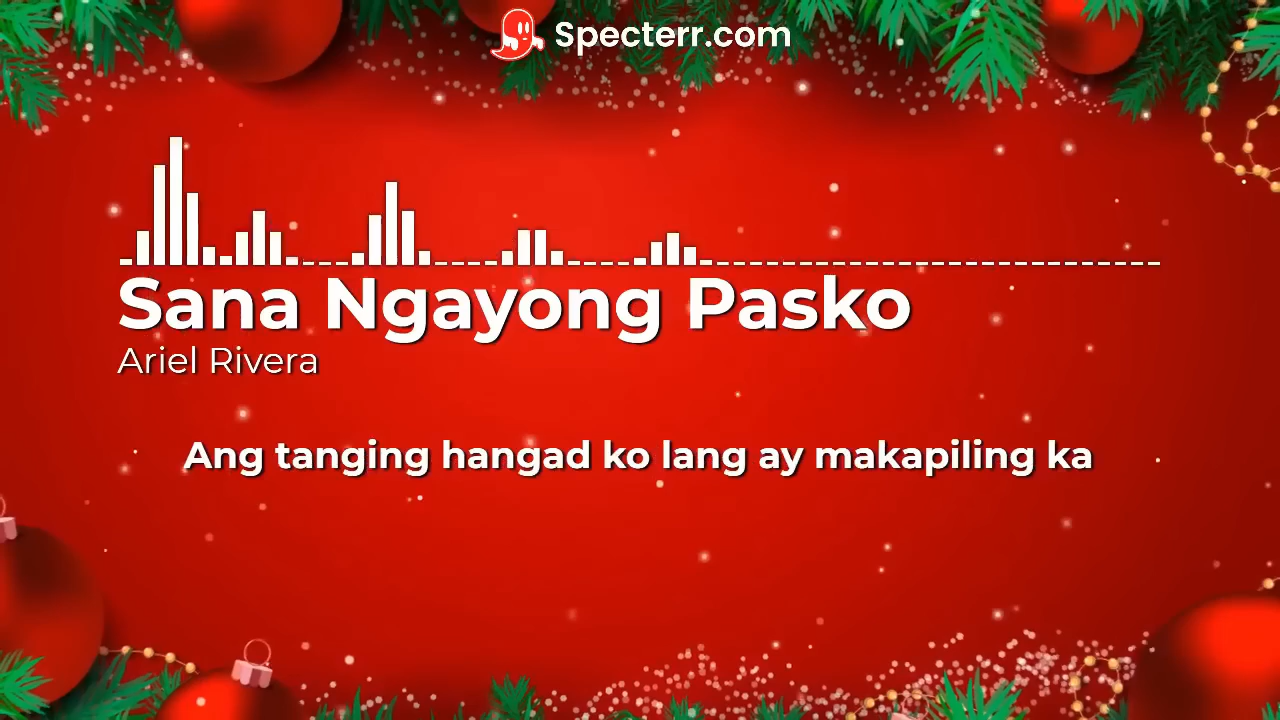 Specterr.com
Sana Ngayong Pasko
Ariel Rivera
Ang tanging hangad ko lang ay makapiling ka